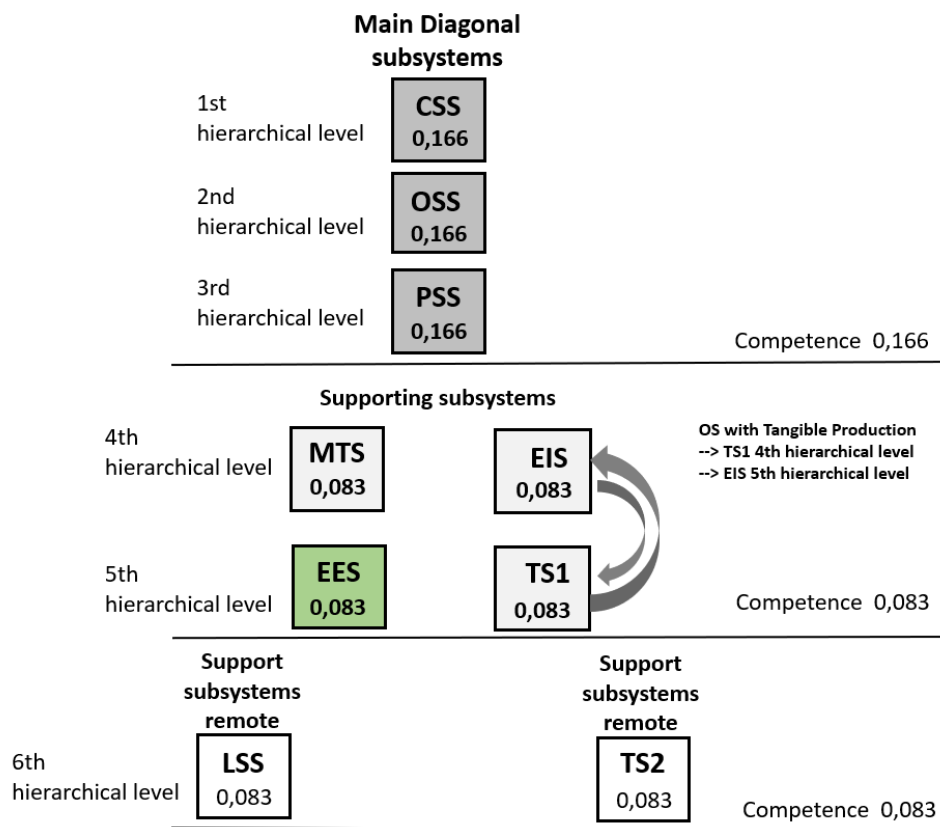 Main Diagonal
subsystems
1st
hierarchical level
CSS
0,166
2nd
hierarchical level
OSS
0,166
3rd
hierarchical level
PSS
0,166
Competence 0,166
Supporting subsystems
4th
hierarchical level
MTS
0,083
EIS
0,083
OS with Tangible Production
--> TS1 4th hierarchical level
--> EIS 5th hierarchical level
5th
hierarchical level
EES
0,083
TS1
0,083
Competence 0,083
Support
subsystems
remote
Support
subsystems
remote
6th
hierarchical level
LSS
0,083
TS2
0,083
Competence 0,083